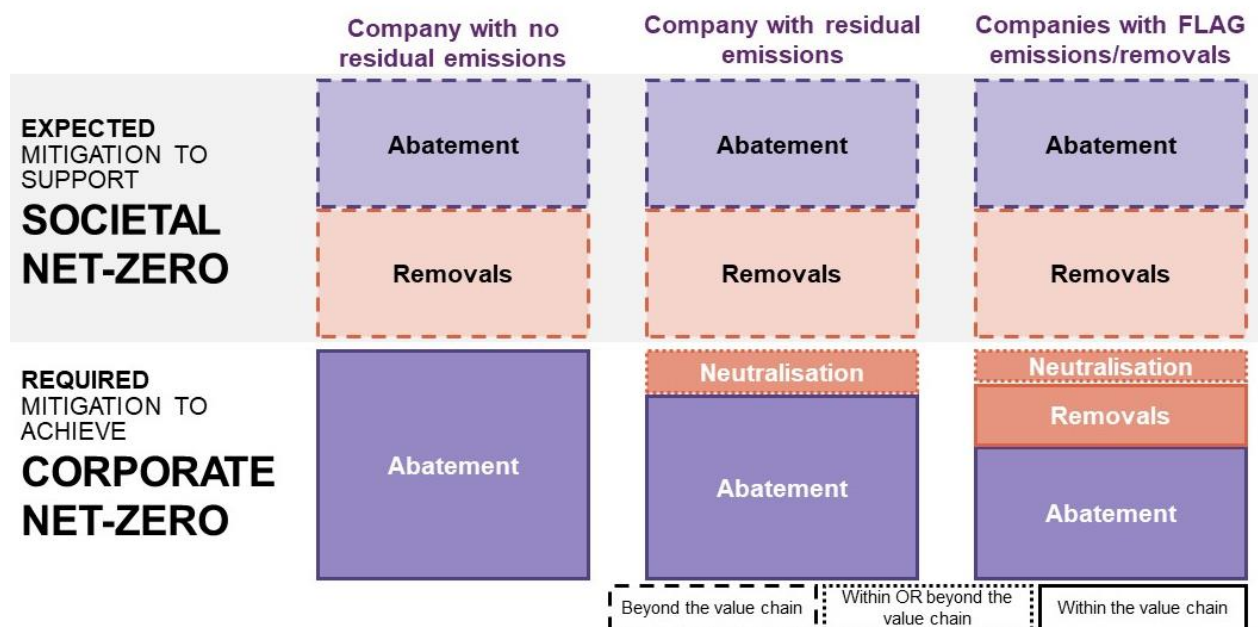 Company with no
residual emissions
Company with residual
emissions
Companies with FLAG
emissions/removals
EXPECTED
MITIGATION TO
SUPPORT
SOCIETAL
NET-ZERO
Abatement
Abatement
Abatement
Removals
Removals
Removals
REQUIRED
MITIGATION TO
ACHIEVE
CORPORATE
NET-ZERO
Abatement
Neutralisation
Abatement
Neutralisation
Removals
Abatement
Beyond the value chain
Within OR beyond the
value chain
Within the value chain